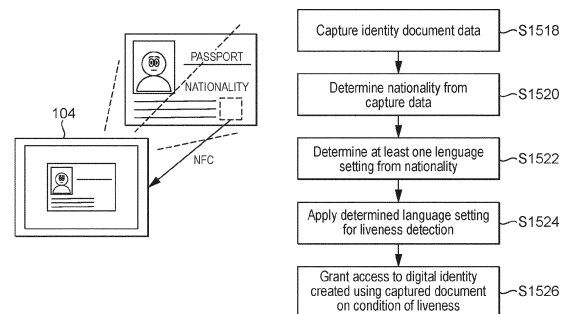 PASSPORT
NATIONALITY
104
NFC
Capture identity document data
S1518
Determine nationality from
capture data
S1520
Determine at least one language
setting from nationality
S1522
Apply determined language setting
for liveness detection
S1524
Grant access to digital identity
created using captured document
on condition of liveness
S1526